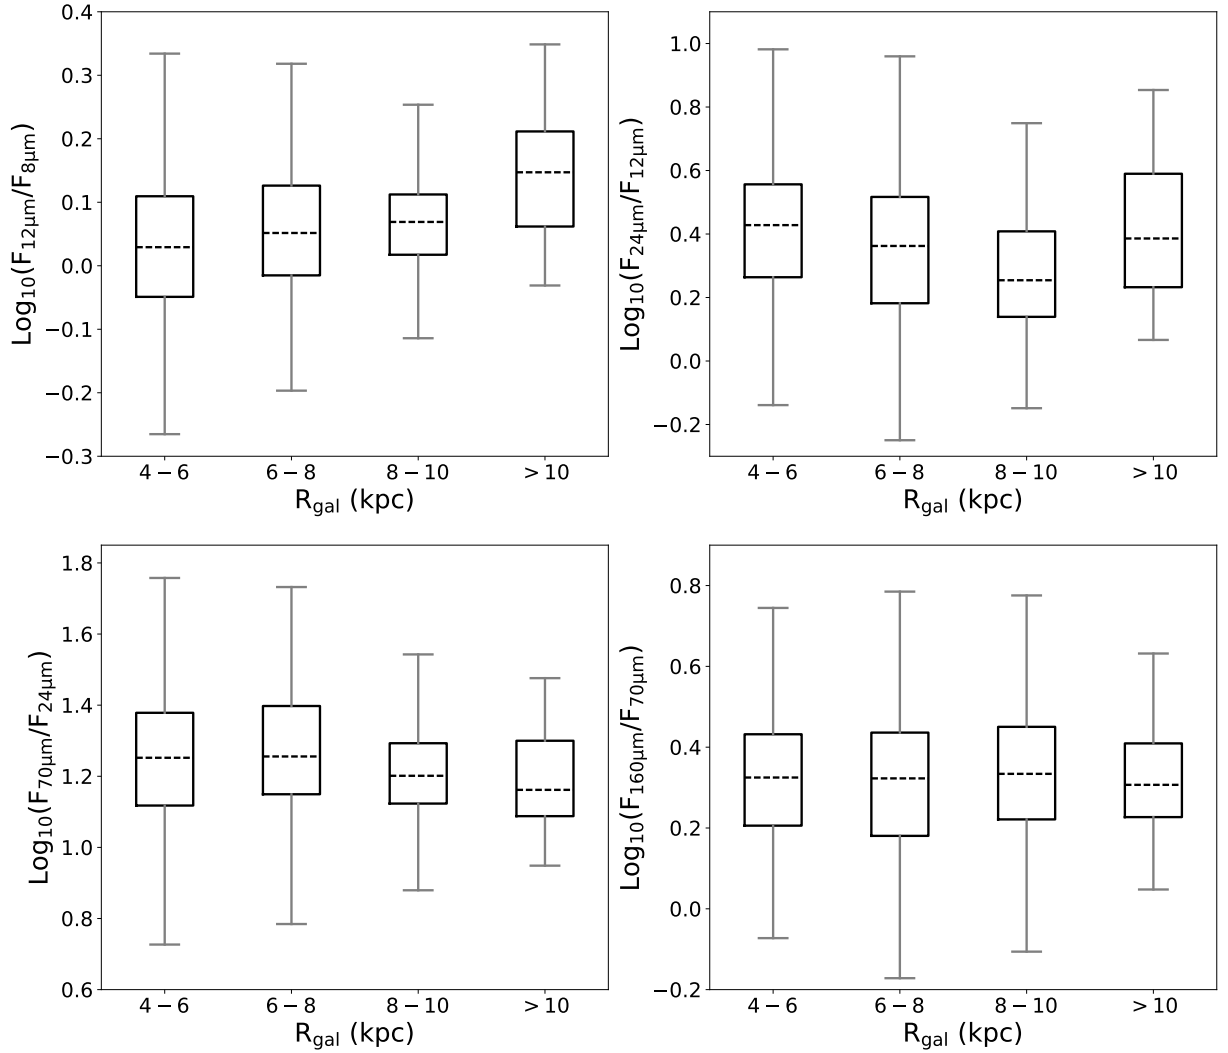 0.4
0.3
0.2
0.1
0.0
−0.1
−0.2
−0.3
Log₁₀(F₁₂μm/F₈μm)
4 − 6 6 − 8 8 − 10 > 10
R_gal (kpc)
1.0
0.8
0.6
0.4
0.2
0.0
−0.2
Log₁₀(F₂₄μm/F₁₂μm)
4 − 6 6 − 8 8 − 10 > 10
R_gal (kpc)
1.8
1.6
1.4
1.2
1.0
0.8
0.6
Log₁₀(F₇₀μm/F₂₄μm)
4 − 6 6 − 8 8 − 10 > 10
R_gal (kpc)
0.8
0.6
0.4
0.2
0.0
−0.2
Log₁₀(F₁₆₀μm/F₇₀μm)
4 − 6 6 − 8 8 − 10 > 10
R_gal (kpc)